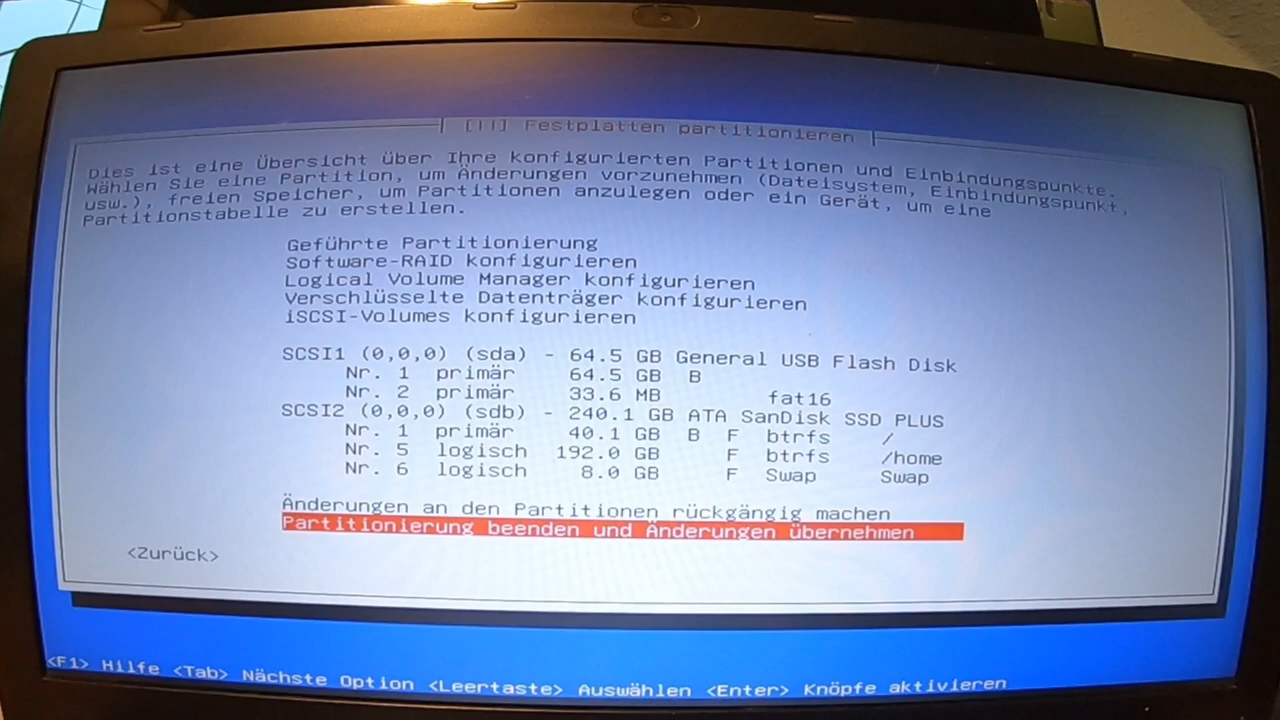 [!!] Festplatten partitionieren
Dies ist eine Übersicht über Ihre konfigurierten Partitionen und Einbindungspunkte.
Wählen Sie eine Partition, um Änderungen vorzunehmen (Dateisystem, Einbindungspunkt,
usw.), freien Speicher, um Partitionen anzulegen oder ein Gerät, um eine
Partitionstabelle zu erstellen.
Geführte Partitionierung
Software-RAID konfigurieren
Logical Volume Manager konfigurieren
Verschlüsselte Datenträger konfigurieren
iSCSI-Volumes konfigurieren
SCSI1 (0,0,0) (sda) - 64.5 GB General USB Flash Disk
Nr. 1 primär 64.5 GB B
Nr. 2 primär 33.6 MB fat16
SCSI2 (0,0,0) (sdb) - 240.1 GB ATA SanDisk SSD PLUS
Nr. 1 primär 40.1 GB B F btrfs /
Nr. 5 logisch 192.0 GB F btrfs /home
Nr. 6 logisch 8.0 GB F Swap Swap
Änderungen an den Partitionen rückgängig machen
Partitionierung beenden und Änderungen übernehmen
<Zurück>
<F1> Hilfe <Tab> Nächste Option <Leertaste> Auswählen <Enter> Knöpfe aktivieren